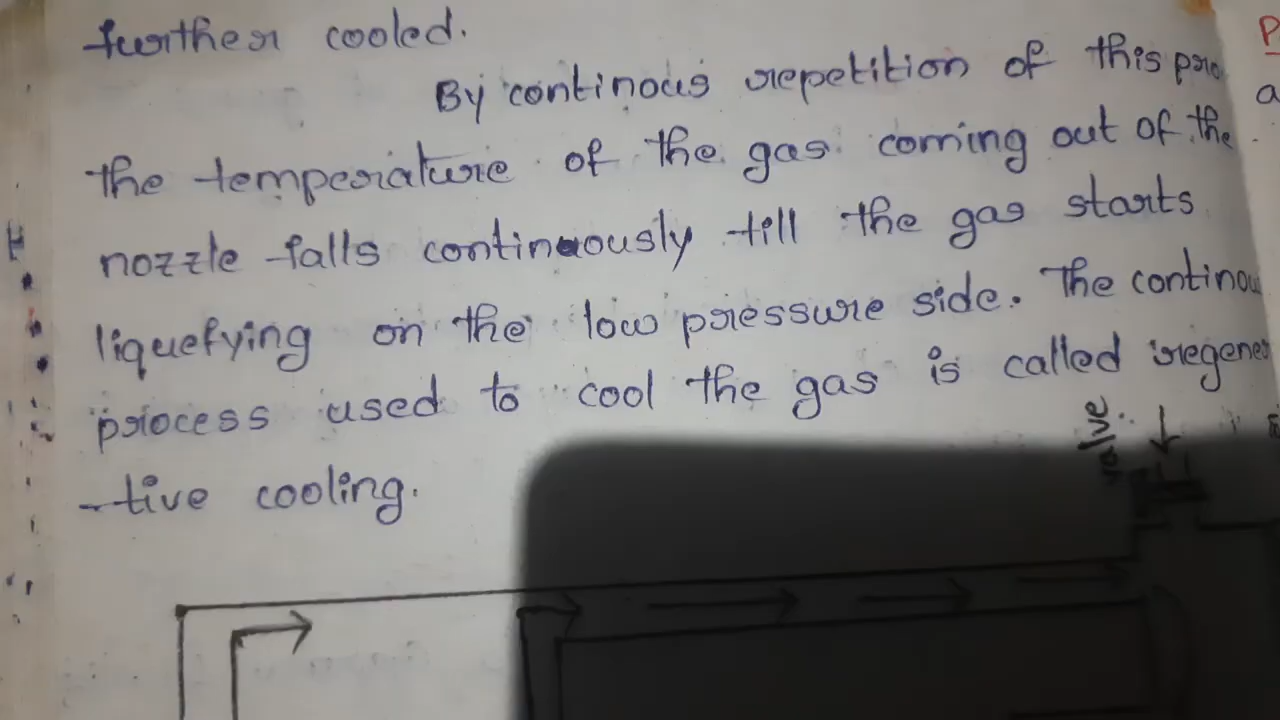 further cooled.
By continous repetition of this pro
the temperature of the gas coming out of the
nozzle falls continuously till the gas starts
liquefying on the low pressure side. The continou
process used to cool the gas is called regene
-tive cooling.
valve
P
a